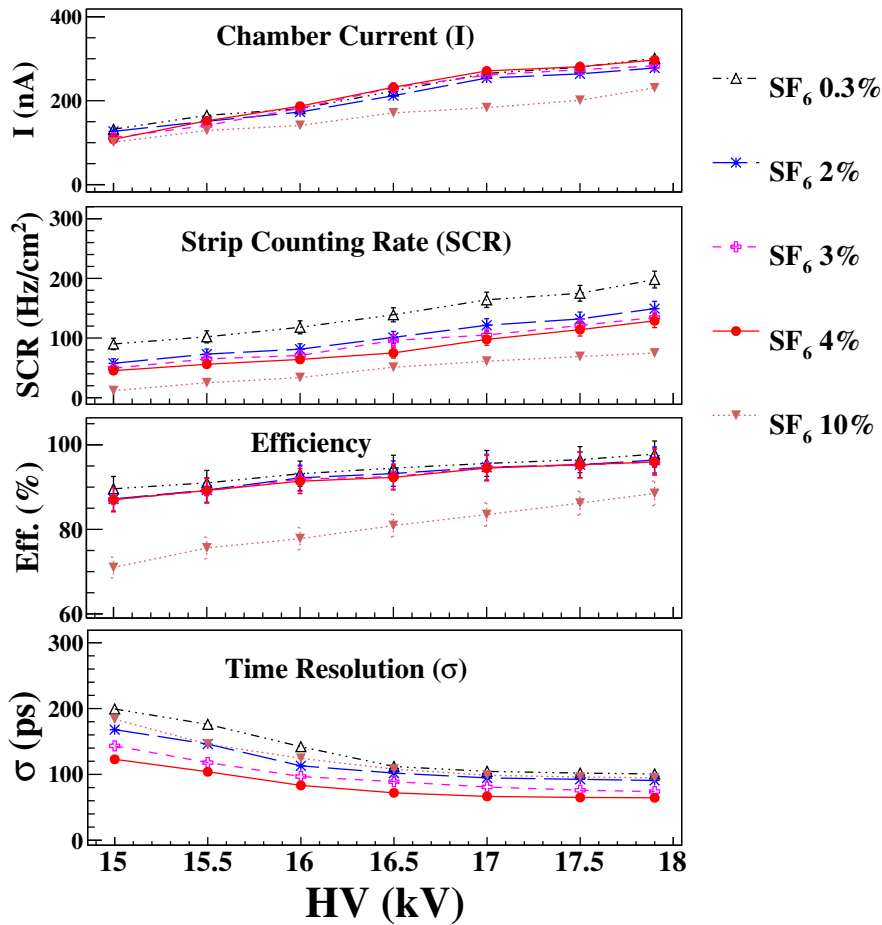 Chamber Current (I)
I (nA)
400
200
0
Strip Counting Rate (SCR)
SCR (Hz/cm²)
300
200
100
0
Efficiency
Eff. (%)
100
80
60
Time Resolution (σ)
σ (ps)
300
200
100
0
15 15.5 16 16.5 17 17.5 18
HV (kV)
SF₆ 0.3%
SF₆ 2%
SF₆ 3%
SF₆ 4%
SF₆ 10%